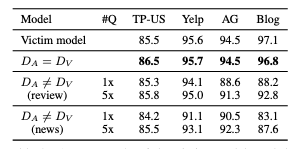 Model #Q TP-US Yelp AG Blog
Victim model 85.5 95.6 94.5 97.1
D_A = D_V 86.5 95.7 94.5 96.8
D_A ≠ D_V 1x 85.3 94.1 88.6 88.2
(review) 5x 85.8 95.0 91.3 92.8
D_A ≠ D_V 1x 84.2 91.1 90.5 83.1
(news) 5x 85.5 93.1 92.3 87.6